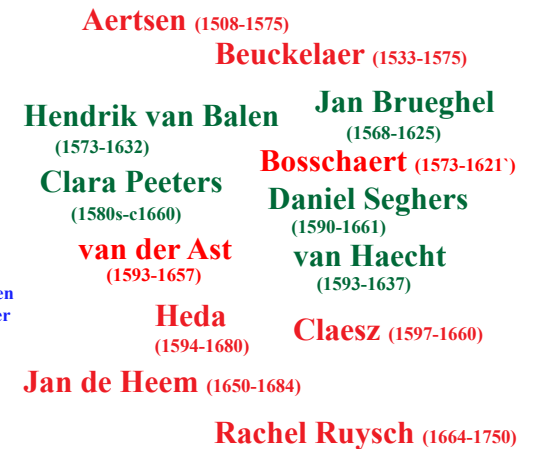 Aertsen (1508-1575)
Beuckelaer (1533-1575)
Hendrik van Balen
(1573-1632)
Jan Brueghel
(1568-1625)
Bosschaert (1573-1621`)
Clara Peeters
(1580s-c1660)
Daniel Seghers
(1590-1661)
van der Ast
(1593-1657)
van Haecht
(1593-1637)
en
er
Heda
(1594-1680)
Claesz (1597-1660)
Jan de Heem (1650-1684)
Rachel Ruysch (1664-1750)